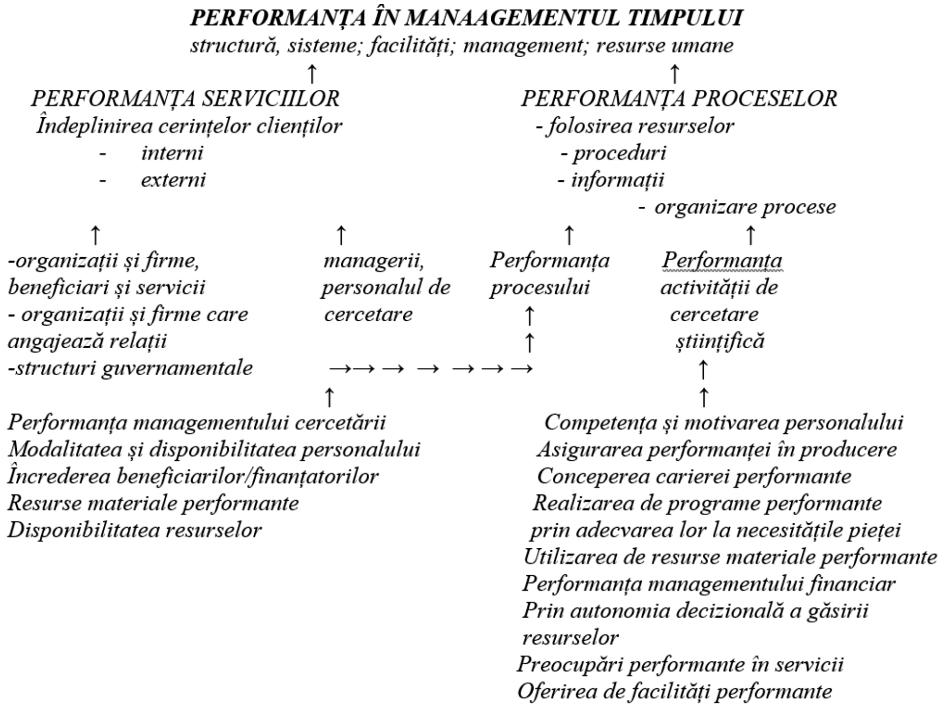 PERFORMANȚA ÎN MANAAGEMENTUL TIMPULUI
structură, sisteme; facilități; management; resurse umane
↑ ↑
PERFORMANȚA SERVICIILOR PERFORMANȚA PROCESELOR
Îndeplinirea cerințelor clienților - folosirea resurselor
- interni - proceduri
- externi - informații
- organizare procese
↑ ↑ ↑ ↑
-organizații și firme, managerii, Performanța Performanța
beneficiari și servicii personalul de procesului activității de
- organizații și firme care cercetare ↑ cercetare
angajează relații ↑ științifică
-structuri guvernamentale →→ → → → → → ↑
↑ ↑
Performanța managementului cercetării Competența și motivarea personalului
Modalitatea și disponibilitatea personalului Asigurarea performanței în producere
Încrederea beneficiarilor/finanțatorilor Conceperea carierei performante
Resurse materiale performante Realizarea de programe performante
Disponibilitatea resurselor prin adecvarea lor la necesitățile pieței
Utilizarea de resurse materiale performante
Performanța managementului financiar
Prin autonomia decizională a găsirii
resurselor
Preocupări performante în servicii
Oferirea de facilități performante